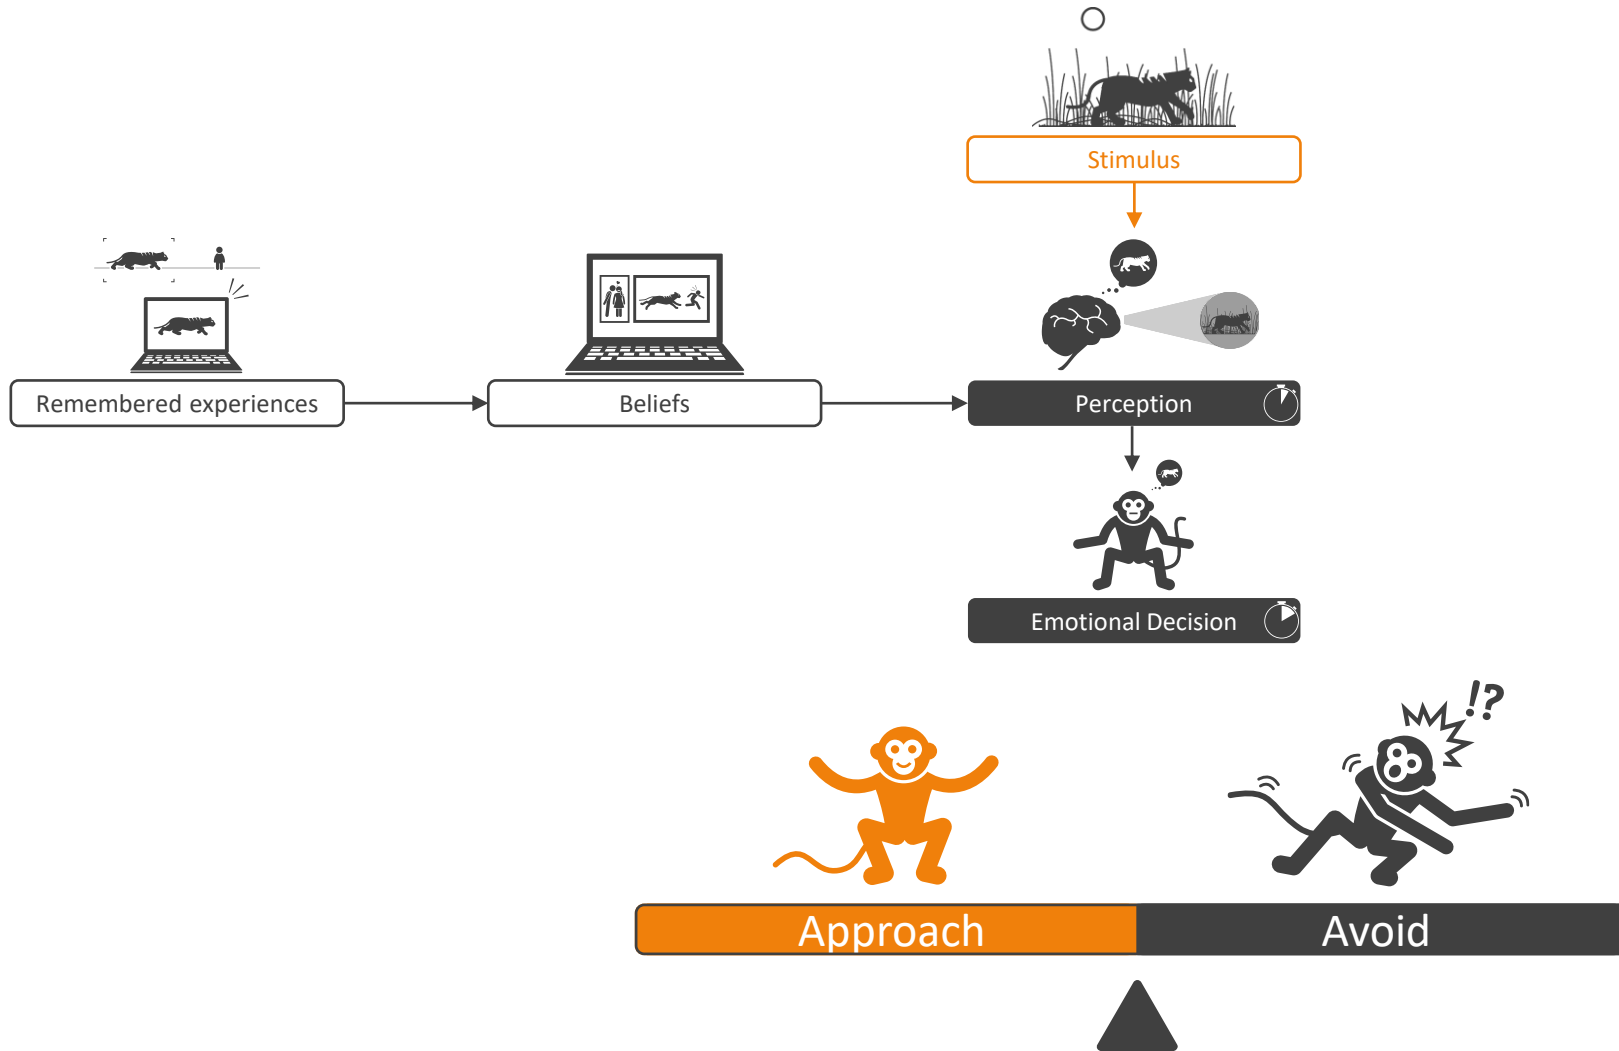 Stimulus
Remembered experiences
Beliefs
Perception
Emotional Decision
!?
Approach
Avoid